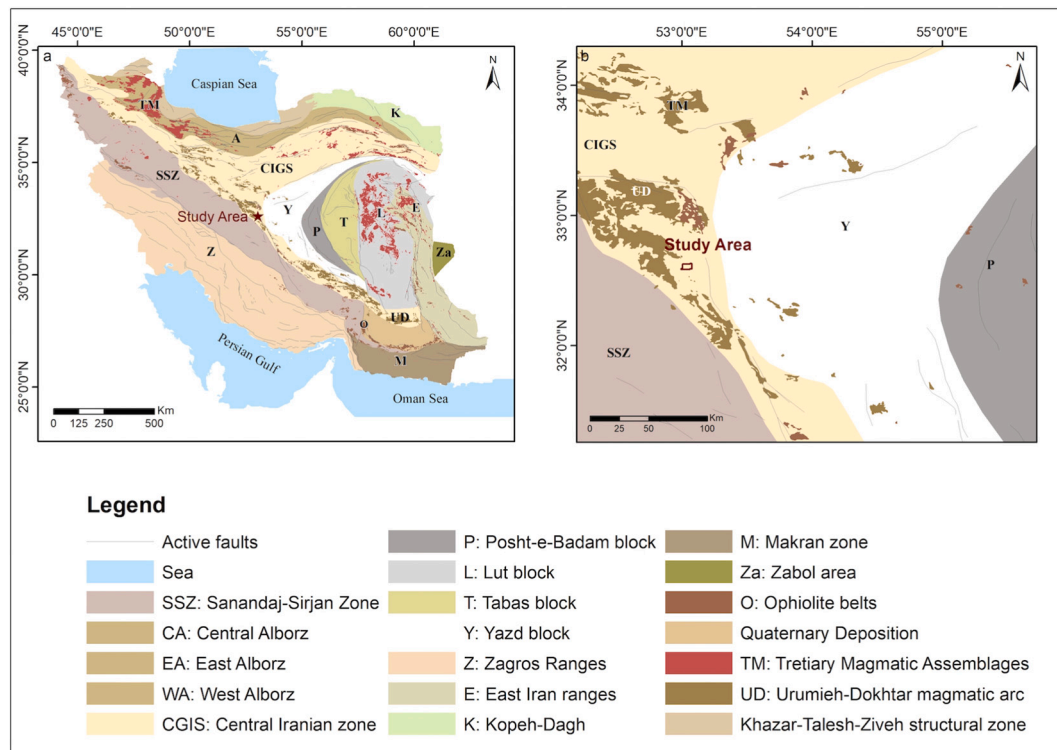 45°0'0"E 50°0'0"E 55°0'0"E 60°0'0"E
53°0'0"E 54°0'0"E 55°0'0"E
40°0'0"N
35°0'0"N
30°0'0"N
25°0'0"N
a
N
Caspian Sea
TM
K
A
CIGS
SSZ
Study Area
Y
L
E
P
T
Za
Z
UD
O
M
Persian Gulf
Oman Sea
Km
0 125 250 500
34°0'0"N
33°0'0"N
32°0'0"N
b
N
TM
CIGS
UD
Y
Study Area
P
SSZ
Km
0 25 50 100
Legend
Active faults
Sea
SSZ: Sanandaj-Sirjan Zone
CA: Central Alborz
EA: East Alborz
WA: West Alborz
CGIS: Central Iranian zone
P: Posht-e-Badam block
L: Lut block
T: Tabas block
Y: Yazd block
Z: Zagros Ranges
E: East Iran ranges
K: Kopeh-Dagh
M: Makran zone
Za: Zabol area
O: Ophiolite belts
Quaternary Deposition
TM: Tretiary Magmatic Assemblages
UD: Urumieh-Dokhtar magmatic arc
Khazar-Talesh-Ziveh structural zone